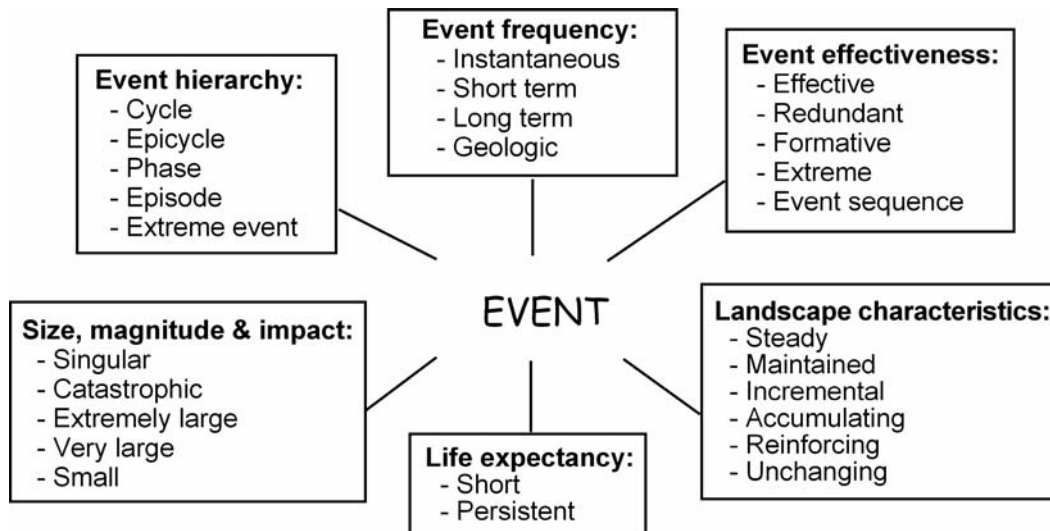 Event hierarchy:
- Cycle
- Epicycle
- Phase
- Episode
- Extreme event
Event frequency:
- Instantaneous
- Short term
- Long term
- Geologic
Event effectiveness:
- Effective
- Redundant
- Formative
- Extreme
- Event sequence
EVENT
Size, magnitude & impact:
- Singular
- Catastrophic
- Extremely large
- Very large
- Small
Life expectancy:
- Short
- Persistent
Landscape characteristics:
- Steady
- Maintained
- Incremental
- Accumulating
- Reinforcing
- Unchanging